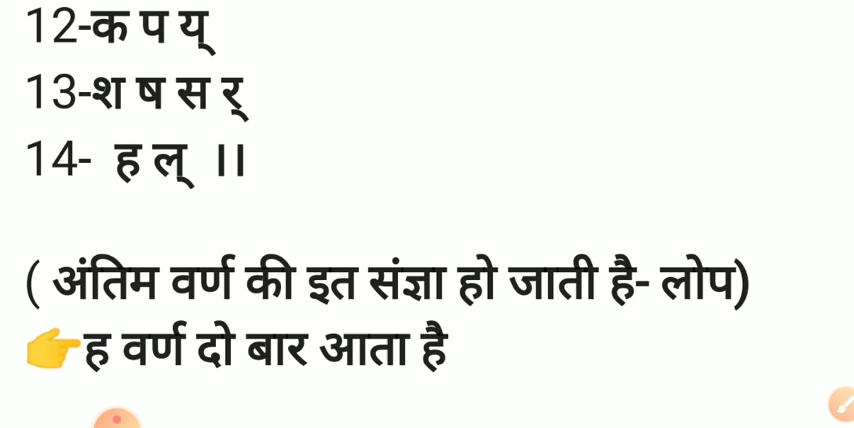 12-क प य्
13-श ष स र्
14- ह ल् ।।
( अंतिम वर्ण की इत संज्ञा हो जाती है- लोप)
👉ह वर्ण दो बार आता है